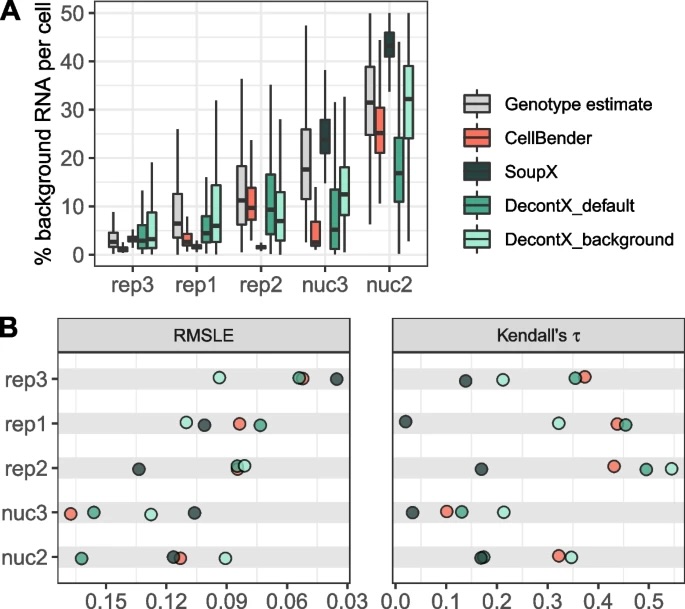 A
% background RNA per cell
50
40
30
20
10
0
rep3 rep1 rep2 nuc3 nuc2
Genotype estimate
CellBender
SoupX
DecontX_default
DecontX_background
B
RMSLE Kendall's τ
rep3
rep1
rep2
nuc3
nuc2
0.15 0.12 0.09 0.06 0.03 0.0 0.1 0.2 0.3 0.4 0.5